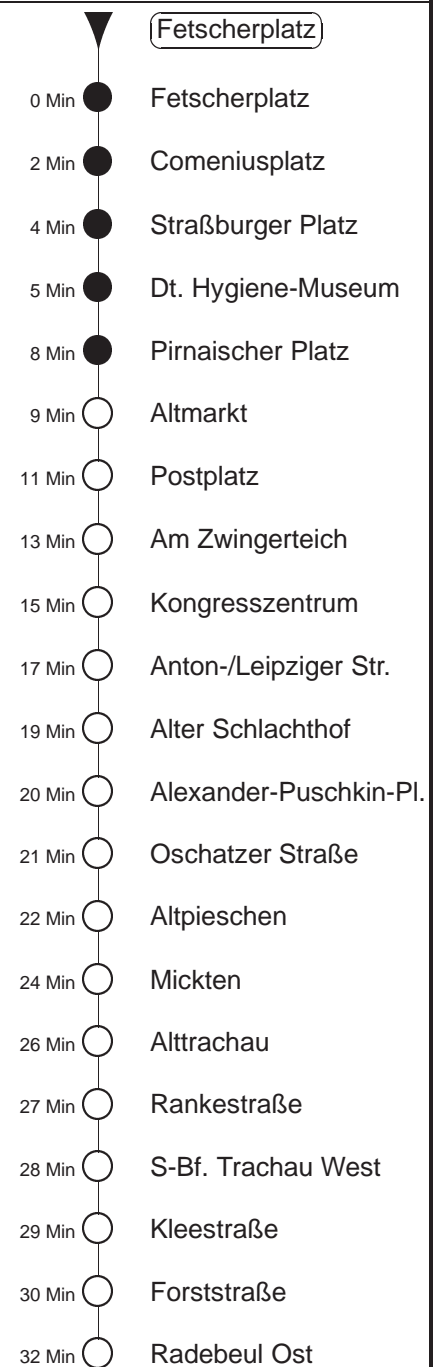 Fetscherplatz
0 Min Fetscherplatz
2 Min Comeniusplatz
4 Min Straßburger Platz
5 Min Dt. Hygiene-Museum
8 Min Pirnaischer Platz
9 Min Altmarkt
11 Min Postplatz
13 Min Am Zwingerteich
15 Min Kongresszentrum
17 Min Anton-/Leipziger Str.
19 Min Alter Schlachthof
20 Min Alexander-Puschkin-Pl.
21 Min Oschatzer Straße
22 Min Altpieschen
24 Min Mickten
26 Min Alttrachau
27 Min Rankestraße
28 Min S-Bf. Trachau West
29 Min Kleestraße
30 Min Forststraße
32 Min Radebeul Ost